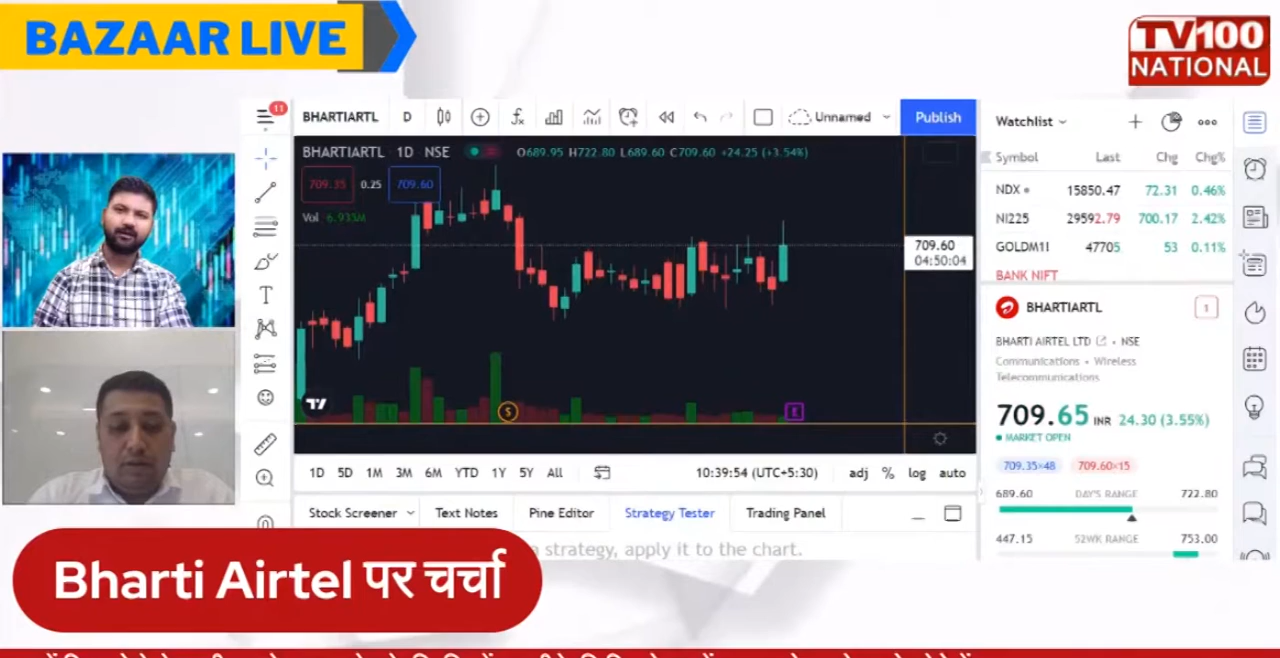 BAZAAR LIVE
TV100
NATIONAL
11
BHARTIARTL D Unnamed Publish
BHARTIARTL 1D NSE O689.95 H722.80 L689.60 C709.60 +24.25 (+3.54%)
709.35 0.25 709.60
Vol 6.935M
709.60
04:50:04
S
E
1D 5D 1M 3M 6M YTD 1Y 5Y All 10:39:54 (UTC+5:30) adj % log auto
Stock Screener Text Notes Pine Editor Strategy Tester Trading Panel
a strategy, apply it to the chart.
Watchlist
Symbol Last Chg Chg%
NDX 15850.47 72.31 0.46%
NI225 29592.79 700.17 2.42%
GOLDM1! 47705 53 0.11%
BANK NIFT
BHARTIARTL 1
BHARTI AIRTEL LTD • NSE
Communications • Wireless
Telecommunications
709.65 INR 24.30 (3.55%)
MARKET OPEN
709.35×48 709.60×15
689.60 DAY'S RANGE 722.80
447.15 52WK RANGE 753.00
Bharti Airtel पर चर्चा